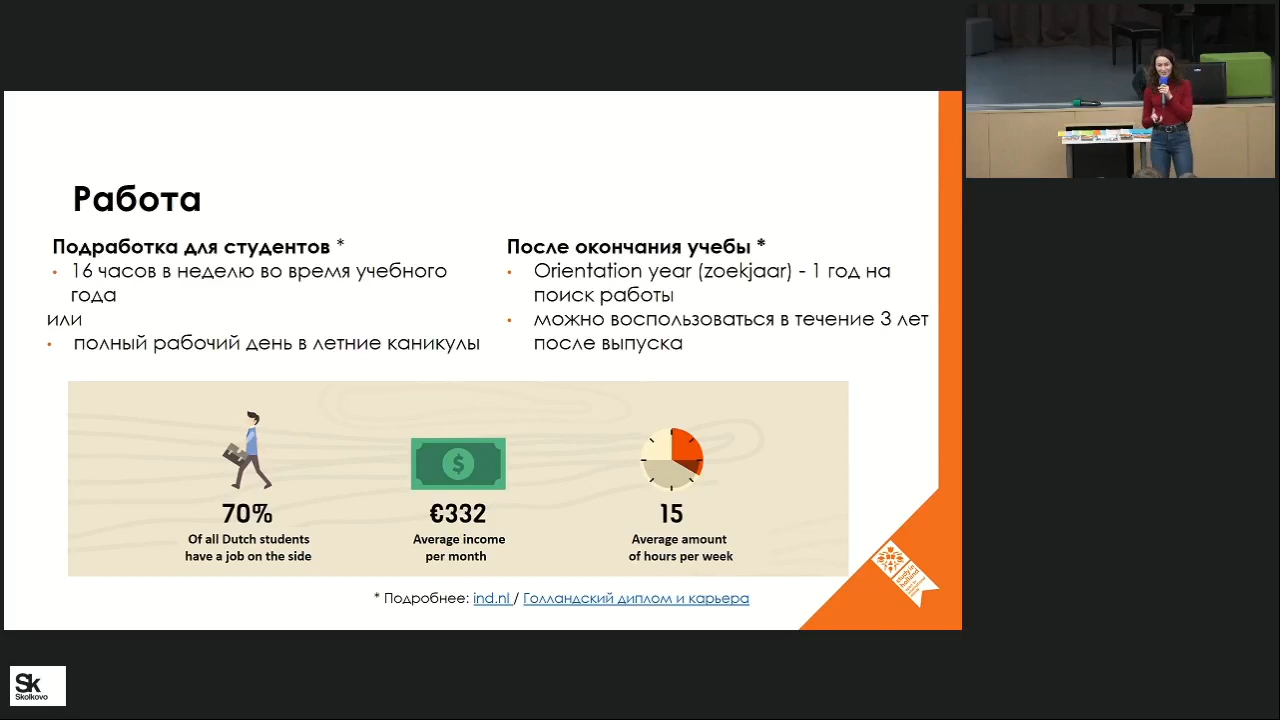 Работа
Подработка для студентов *
• 16 часов в неделю во время учебного
года
или
• полный рабочий день в летние каникулы
После окончания учебы *
• Orientation year (zoekjaar) - 1 год на
поиск работы
• можно воспользоваться в течение 3 лет
после выпуска
$
70%
Of all Dutch students
have a job on the side
€332
Average income
per month
15
Average amount
of hours per week
* Подробнее: ind.nl / Голландский диплом и карьера
study in
holland
Sk
Skolkovo